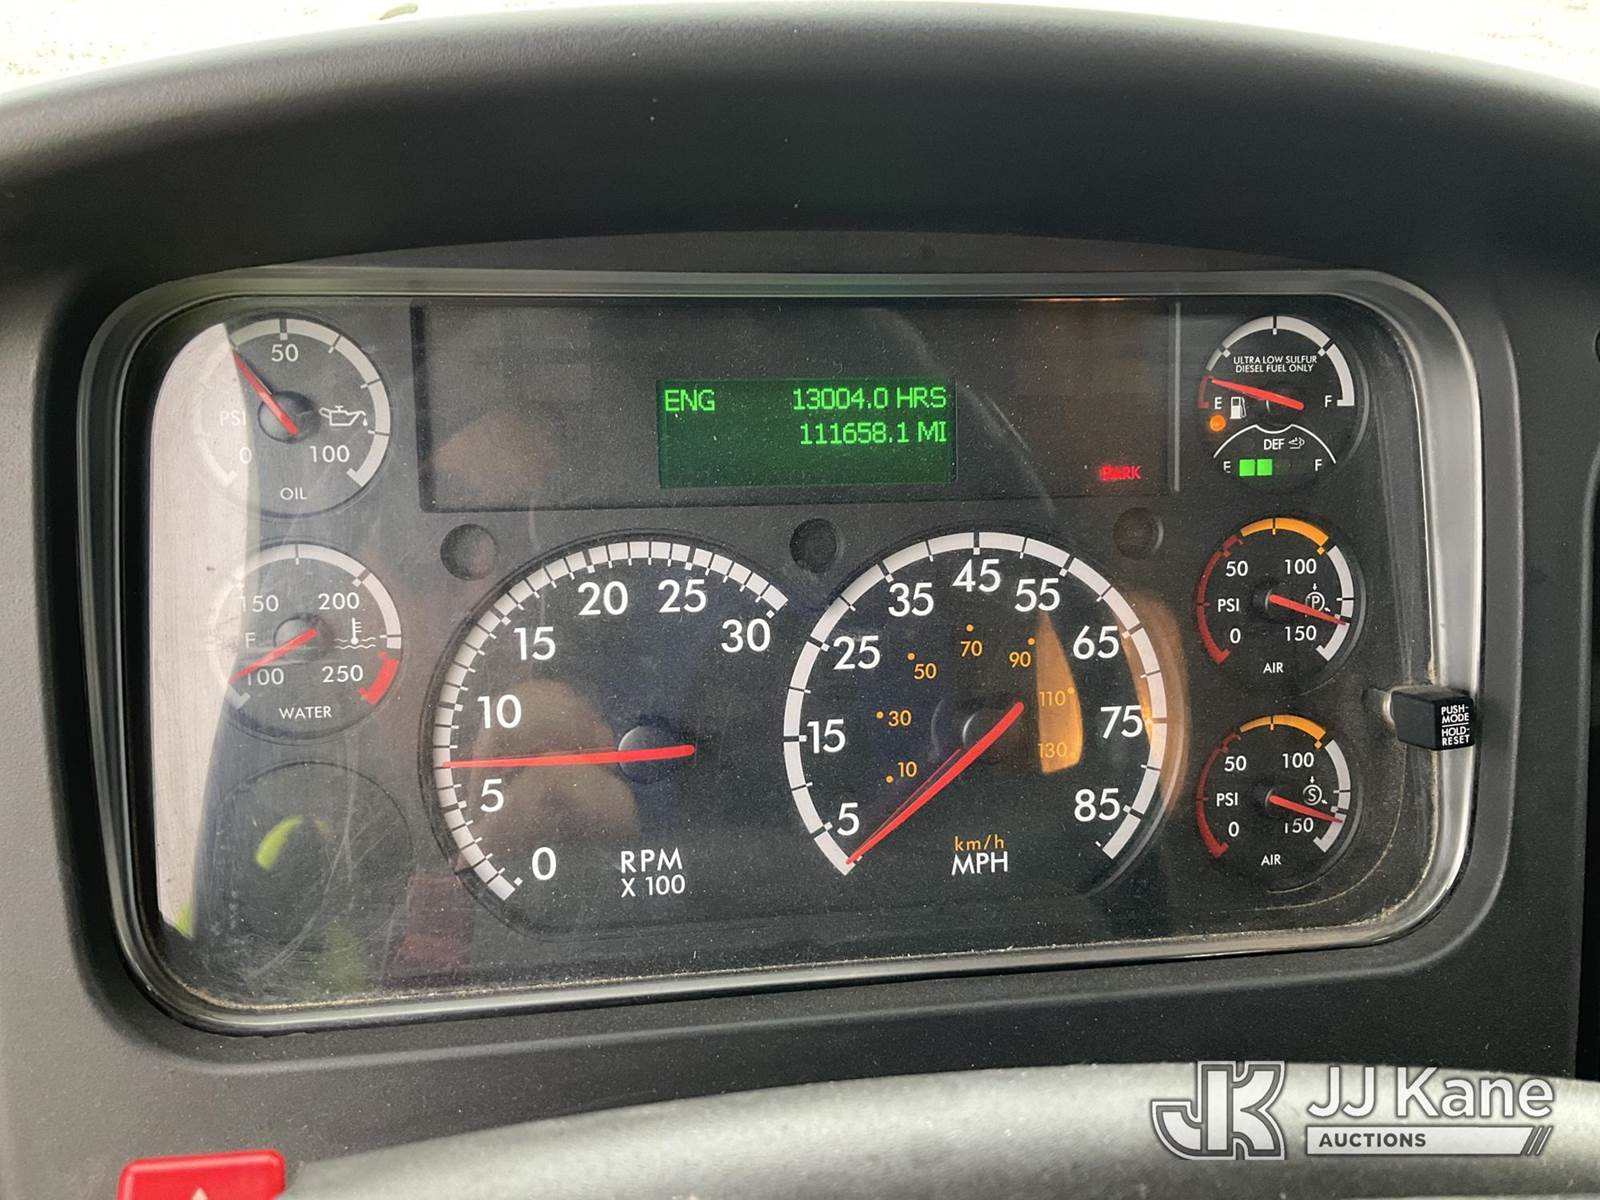 50
PSI
0
100
OIL
ENG 13004.0 HRS
111658.1 MI
PARK
ULTRA LOW SULFUR
DIESEL FUEL ONLY
E
F
DEF
E
F
150
200
F
100
250
WATER
0
5
10
15
20
25
30
RPM
X 100
5
15
25
35
45
55
65
75
85
10
30
50
70
90
110
130
km/h
MPH
50
100
PSI
P
0
150
AIR
50
100
PSI
S
0
150
AIR
PUSH-
MODE
HOLD-
RESET
JK
JJ Kane
AUCTIONS